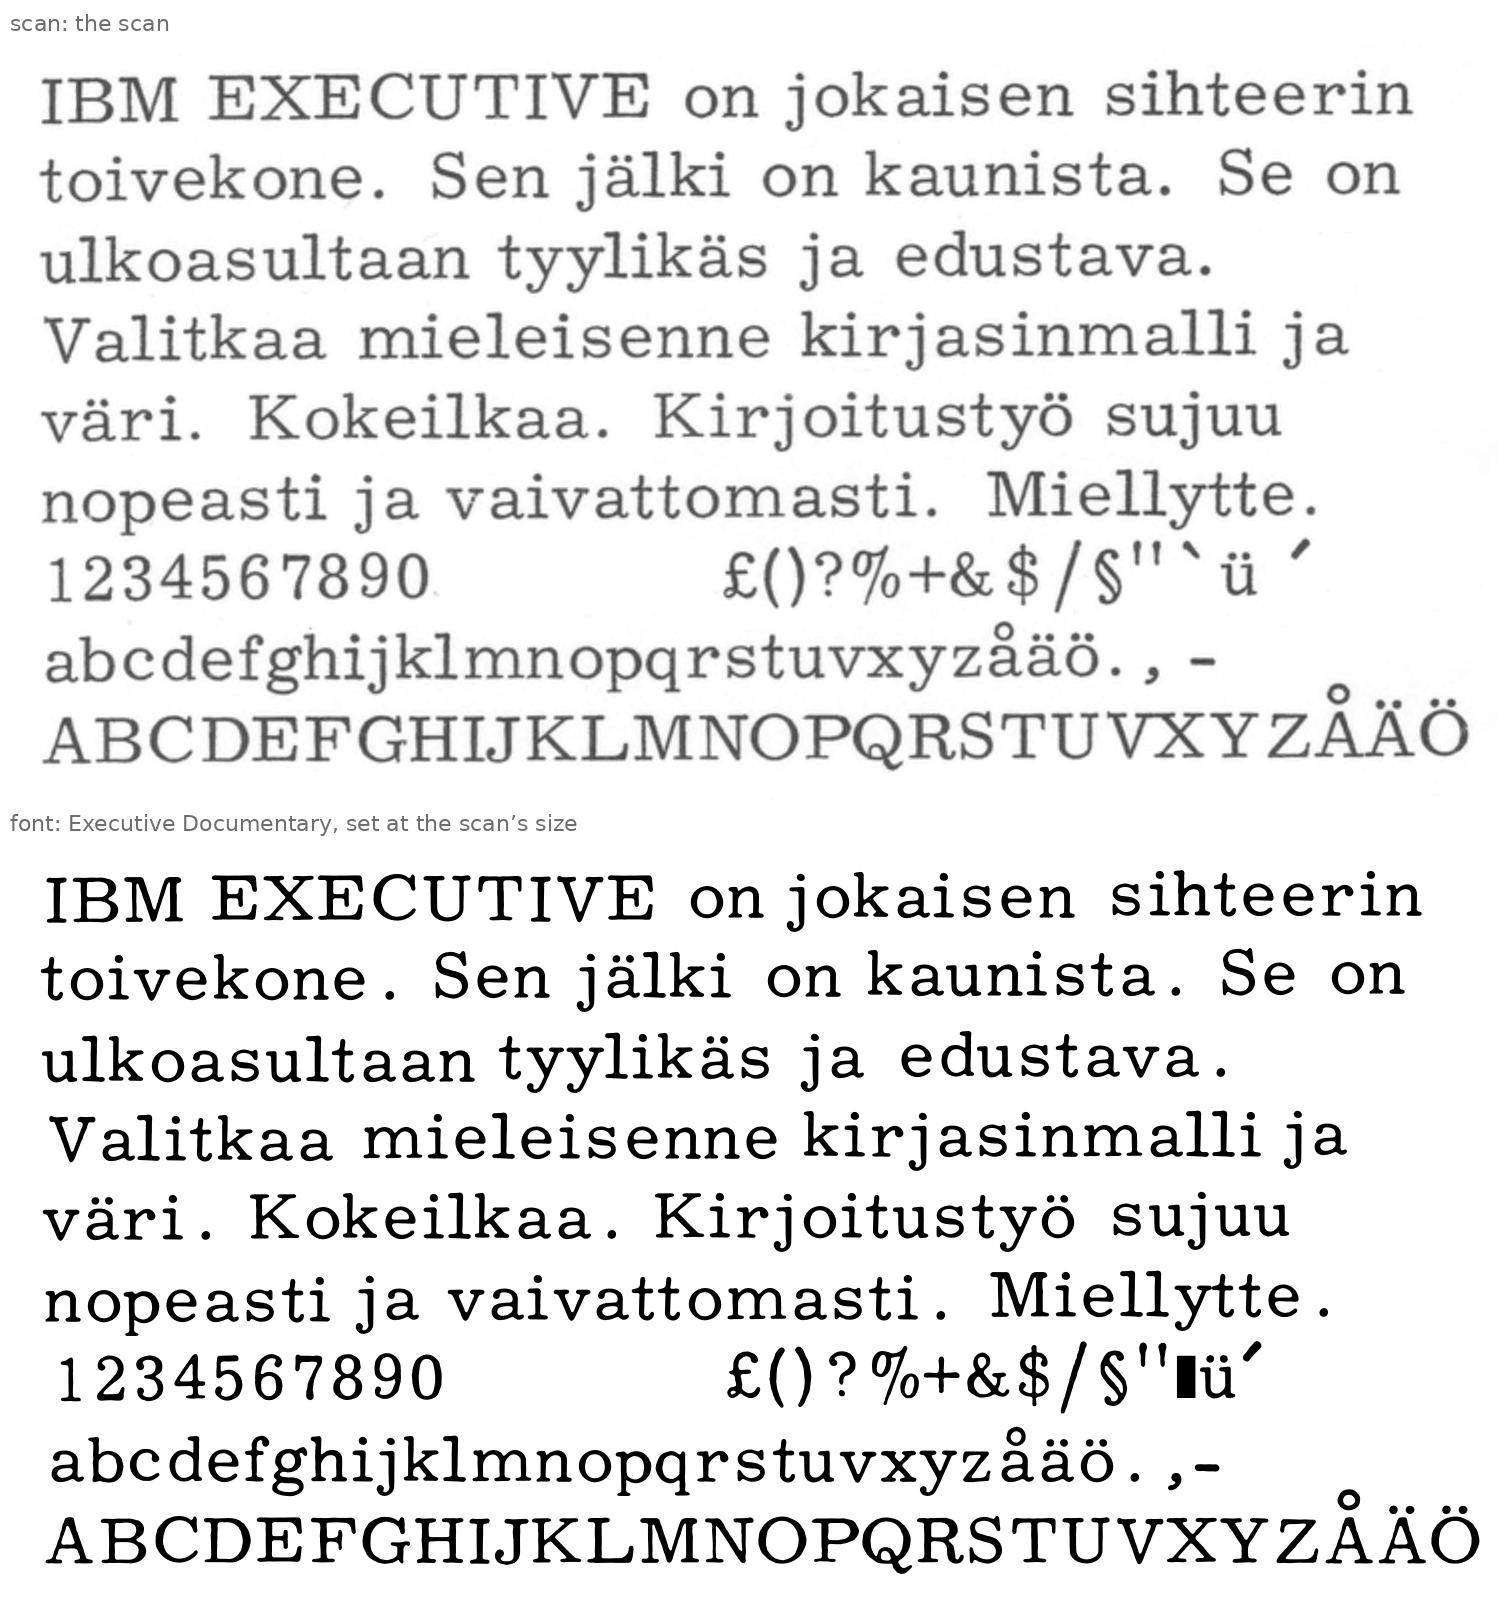 scan: the scan
IBM EXECUTIVE on jokaisen sihteerin
toivekone. Sen jälki on kaunista. Se on
ulkoasultaan tyylikäs ja edustava.
Valitkaa mieleisenne kirjasinmalli ja
väri. Kokeilkaa. Kirjoitustyö sujuu
nopeasti ja vaivattomasti. Miellytte.
1234567890 £()?%+&$/§"`ü ´
abcdefghijklmnopqrstuvxyzåäö., -
ABCDEFGHIJKLMNOPQRSTUVXYZÅÄÖ
font: Executive Documentary, set at the scan’s size
IBM EXECUTIVE on jokaisen sihteerin
toivekone. Sen jälki on kaunista. Se on
ulkoasultaan tyylikäs ja edustava.
Valitkaa mieleisenne kirjasinmalli ja
väri. Kokeilkaa. Kirjoitustyö sujuu
nopeasti ja vaivattomasti. Miellytte.
1234567890 £()?%+&$/§"▮ü´
abcdefghijklmnopqrstuvxyzåäö.,-
ABCDEFGHIJKLMNOPQRSTUVXYZÅÄÖ